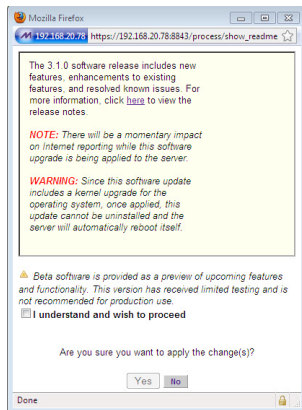 Mozilla Firefox
192.168.20.78 https://192.168.20.78:8843/process/show_readme
The 3.1.0 software release includes new
features, enhancements to existing
features, and resolved known issues. For
more information, click here to view the
release notes.
NOTE: There will be a momentary impact
on Internet reporting while this software
upgrade is being applied to the server.
WARNING: Since this software update
includes a kernel upgrade for the
operating system, once applied, this
update cannot be uninstalled and the
server will automatically reboot itself.
Beta software is provided as a preview of upcoming features
and functionality. This version has received limited testing and is
not recommended for production use.
I understand and wish to proceed
Are you sure you want to apply the change(s)?
Yes No
Done